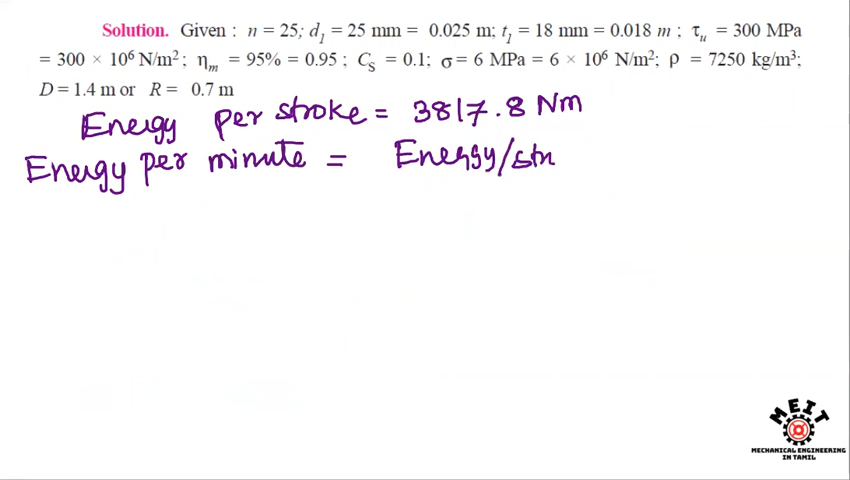 Solution. Given : n = 25; d₁ = 25 mm = 0.025 m; t₁ = 18 mm = 0.018 m ; τᵤ = 300 MPa
= 300 × 10⁶ N/m² ; ηₘ = 95% = 0.95 ; Cₛ = 0.1; σ = 6 MPa = 6 × 10⁶ N/m²; ρ = 7250 kg/m³;
D = 1.4 m or R = 0.7 m
Energy per stroke = 3817.8 Nm
Energy per minute = Energy/str
MEIT
MECHANICAL ENGINEERING
IN TAMIL